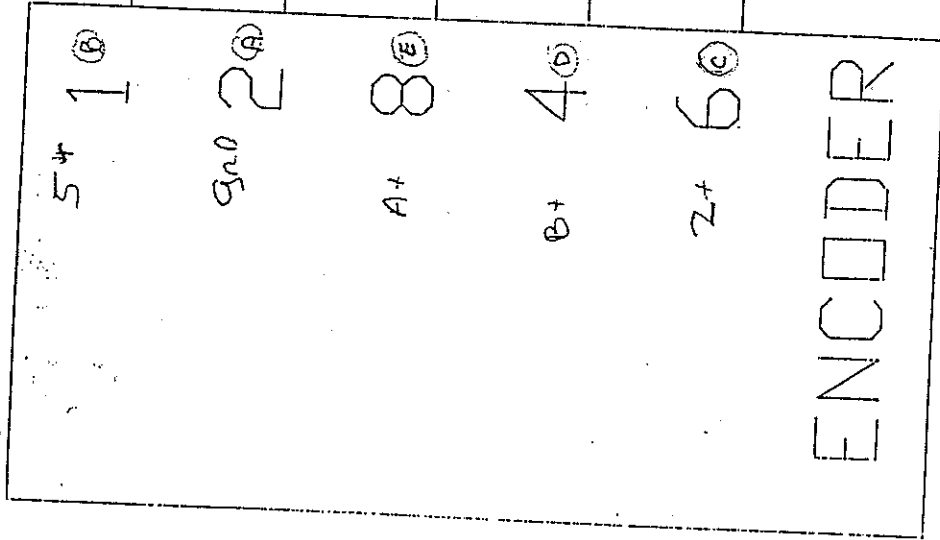 5+ 1 B
gnD 2 A
A+ 8 E
B+ 4 D
Z+ 6 C
ENCODER